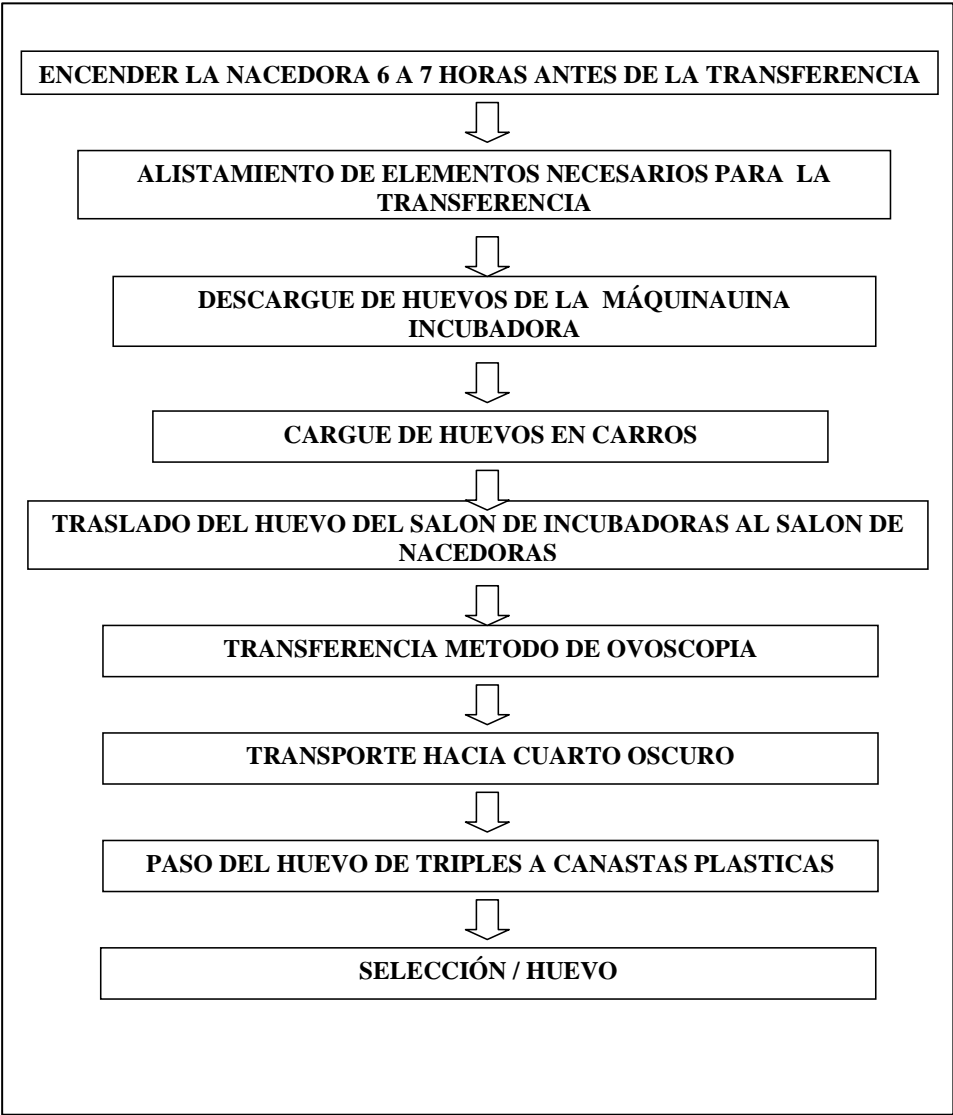 ENCENDER LA NACEDORA 6 A 7 HORAS ANTES DE LA TRANSFERENCIA
ALISTAMIENTO DE ELEMENTOS NECESARIOS PARA LA
TRANSFERENCIA
DESCARGUE DE HUEVOS DE LA MÁQUINAUINA
INCUBADORA
CARGUE DE HUEVOS EN CARROS
TRASLADO DEL HUEVO DEL SALON DE INCUBADORAS AL SALON DE
NACEDORAS
TRANSFERENCIA METODO DE OVOSCOPIA
TRANSPORTE HACIA CUARTO OSCURO
PASO DEL HUEVO DE TRIPLES A CANASTAS PLASTICAS
SELECCIÓN / HUEVO